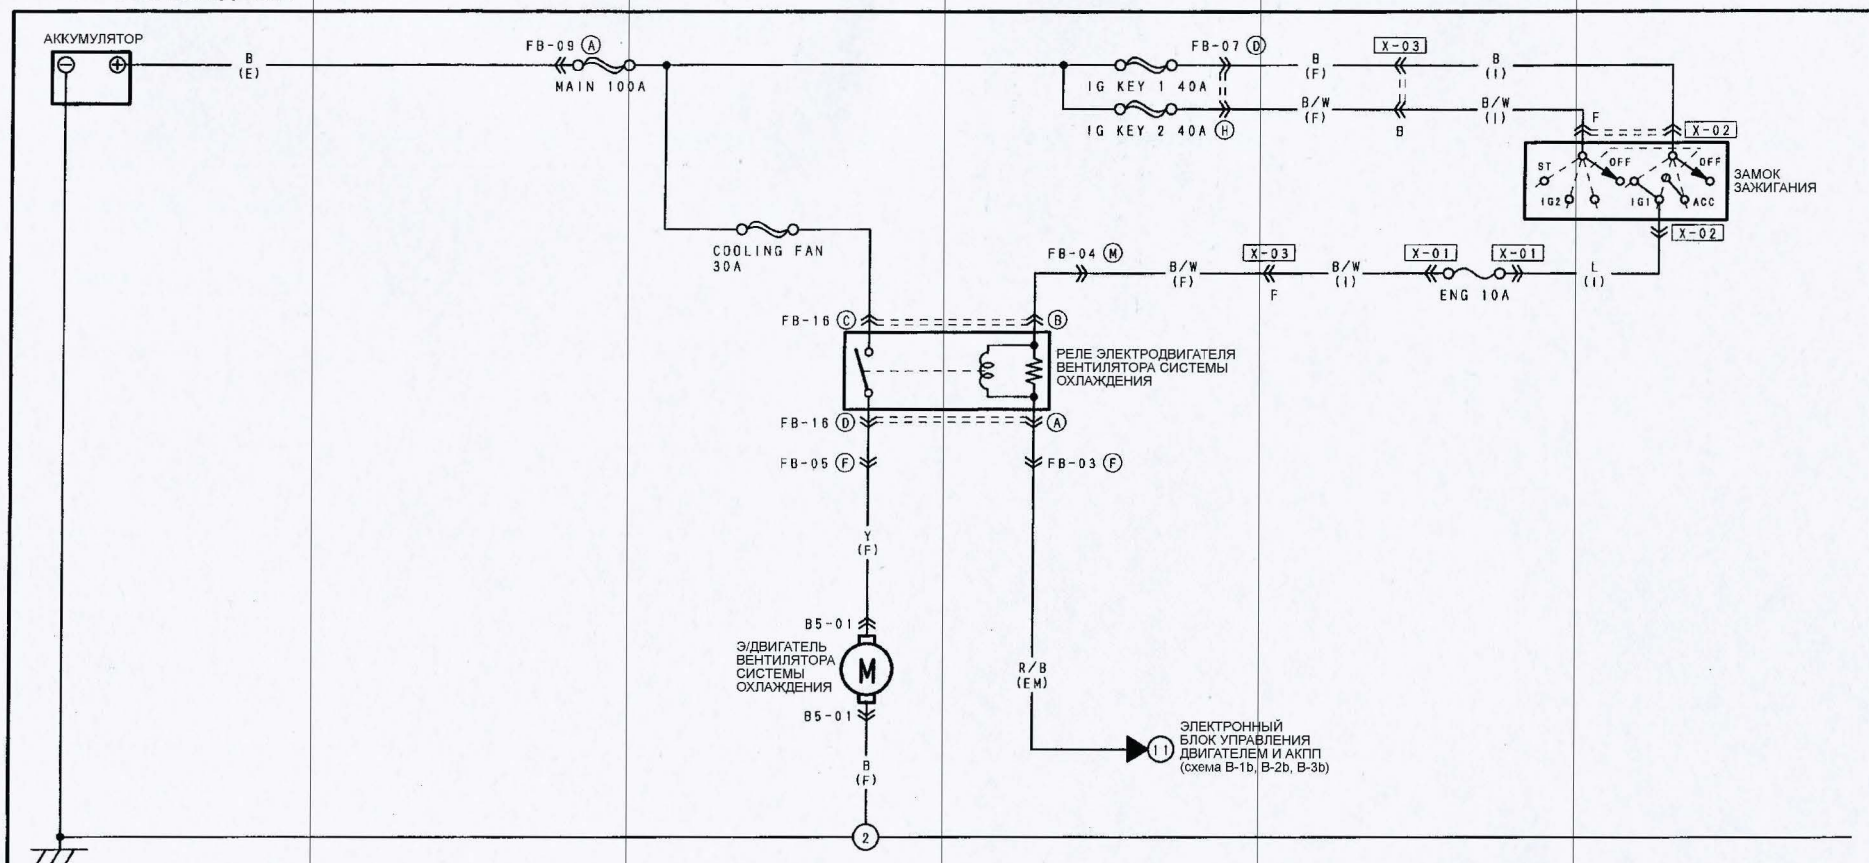 АККУМУЛЯТОР
B
(E)
FB-09 A
MAIN 100A
FB-07 D
IG KEY 1 40A
IG KEY 2 40A H
B
(F)
B/W
(F)
X-03
B
B
(I)
B/W
(I)
F
X-02
ST
OFF
OFF
IG2
IG1
ACC
ЗАМОК
ЗАЖИГАНИЯ
X-02
COOLING FAN
30A
FB-04 M
B/W
(F)
X-03
F
B/W
(I)
X-01
X-01
ENG 10A
L
(I)
FB-16 C
B
РЕЛЕ ЭЛЕКТРОДВИГАТЕЛЯ
ВЕНТИЛЯТОРА СИСТЕМЫ
ОХЛАЖДЕНИЯ
FB-16 D
A
FB-05 F
FB-03 F
Y
(F)
B5-01
Э/ДВИГАТЕЛЬ
ВЕНТИЛЯТОРА
СИСТЕМЫ
ОХЛАЖДЕНИЯ
M
B5-01
R/B
(EM)
11
ЭЛЕКТРОННЫЙ
БЛОК УПРАВЛЕНИЯ
ДВИГАТЕЛЕМ И АКПП
(схема B-1b, B-2b, B-3b)
B
(F)
2